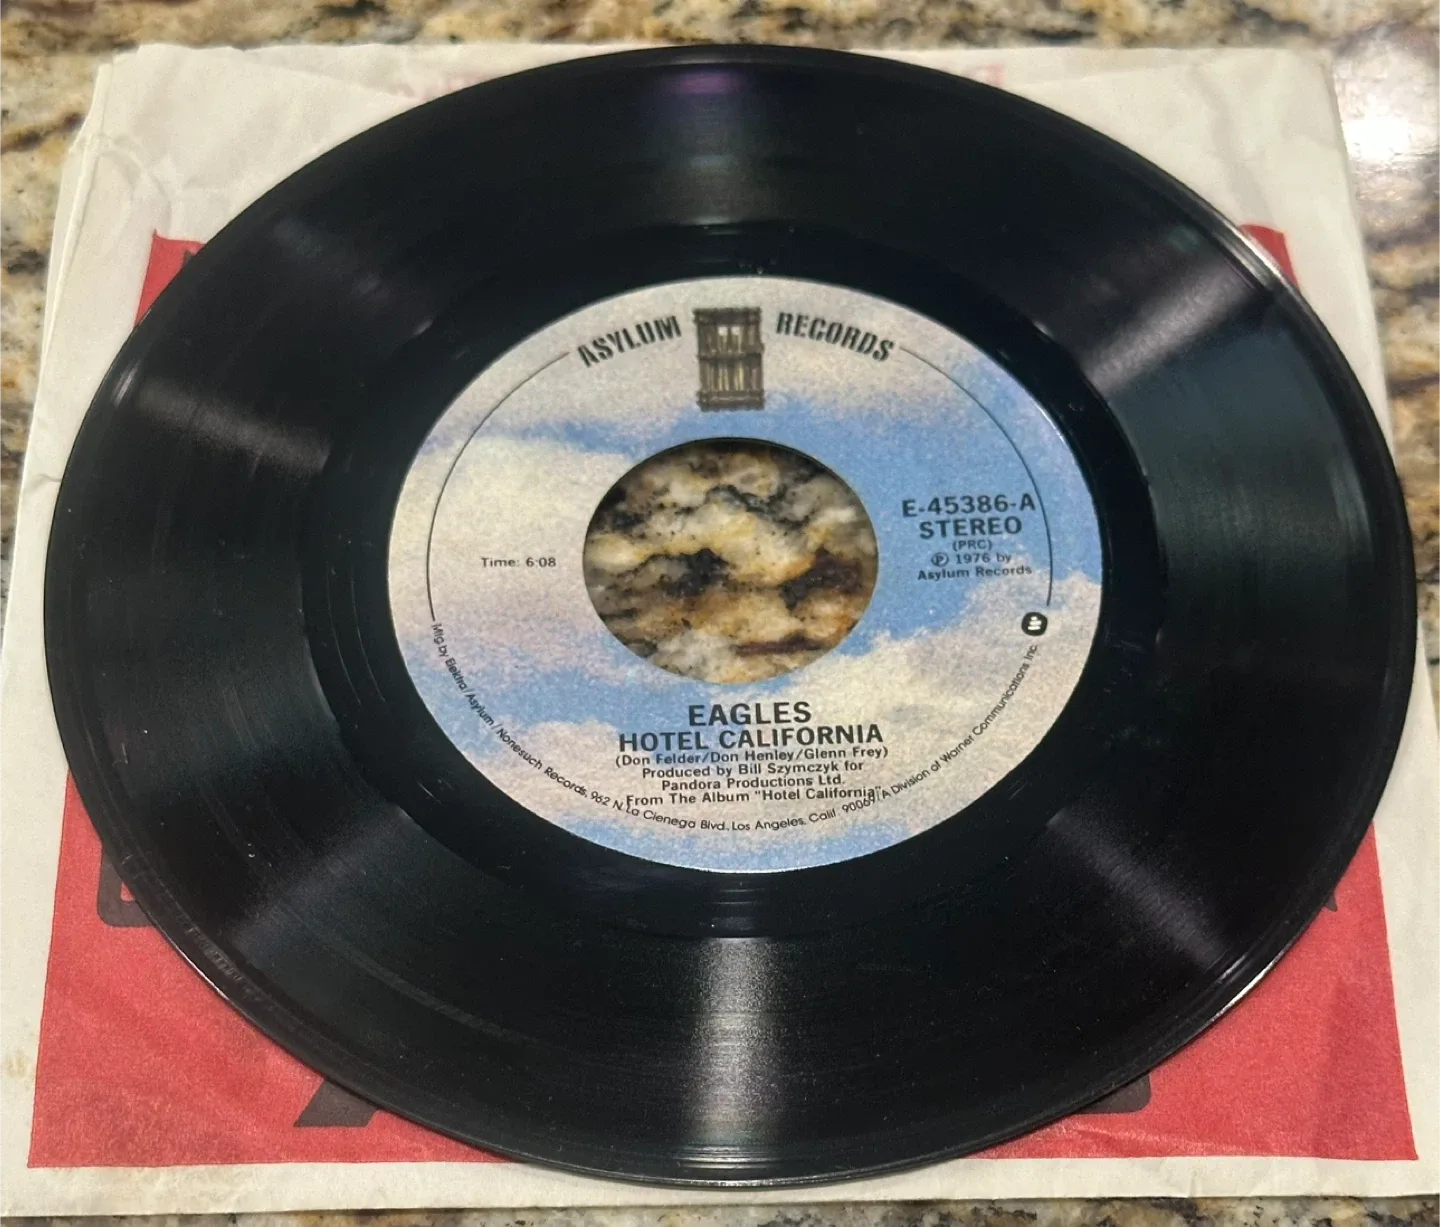 ASYLUM RECORDS
E-45386-A
STEREO
(PRC)
Ⓟ 1976 by
Asylum Records
Time: 6:08
EAGLES
HOTEL CALIFORNIA
(Don Felder/Don Henley/Glenn Frey)
Produced by Bill Szymczyk for
Pandora Productions Ltd.
From The Album "Hotel California"
Mfg by Elektra/Asylum/Nonesuch Records, 962 N. La Cienega Blvd., Los Angeles, Calif. 90069/A Division of Warner Communications Inc